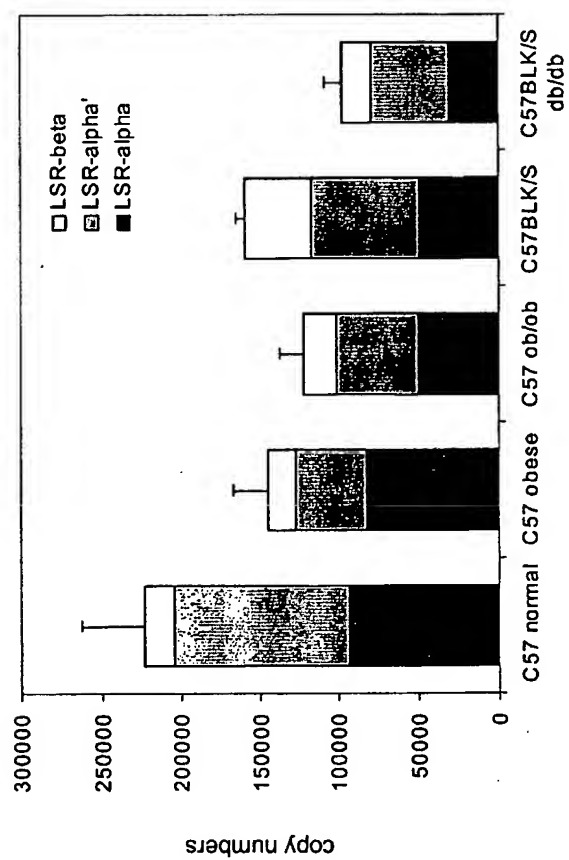 300000
250000
200000
150000
100000
50000
0
copy numbers
LSR-beta
LSR-alpha'
LSR-alpha
C57 normal
C57 obese
C57 ob/ob
C57BLK/S
C57BLK/S
db/db